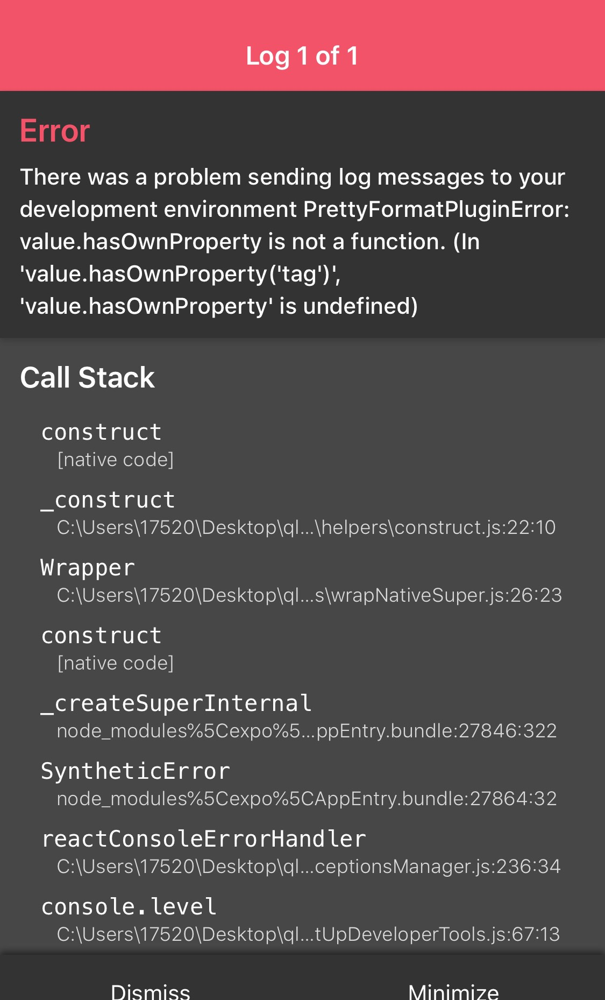 Log 1 of 1
Error
There was a problem sending log messages to your
development environment PrettyFormatPluginError:
value.hasOwnProperty is not a function. (In
'value.hasOwnProperty('tag')',
'value.hasOwnProperty' is undefined)
Call Stack
construct
[native code]
_construct
C:\Users\17520\Desktop\ql...\helpers\construct.js:22:10
Wrapper
C:\Users\17520\Desktop\ql...s\wrapNativeSuper.js:26:23
construct
[native code]
_createSuperInternal
node_modules%5Cexpo%5...ppEntry.bundle:27846:322
SyntheticError
node_modules%5Cexpo%5CAppEntry.bundle:27864:32
reactConsoleErrorHandler
C:\Users\17520\Desktop\ql...ceptionsManager.js:236:34
console.level
C:\Users\17520\Desktop\ql...tUpDeveloperTools.js:67:13
Dismiss
Minimize